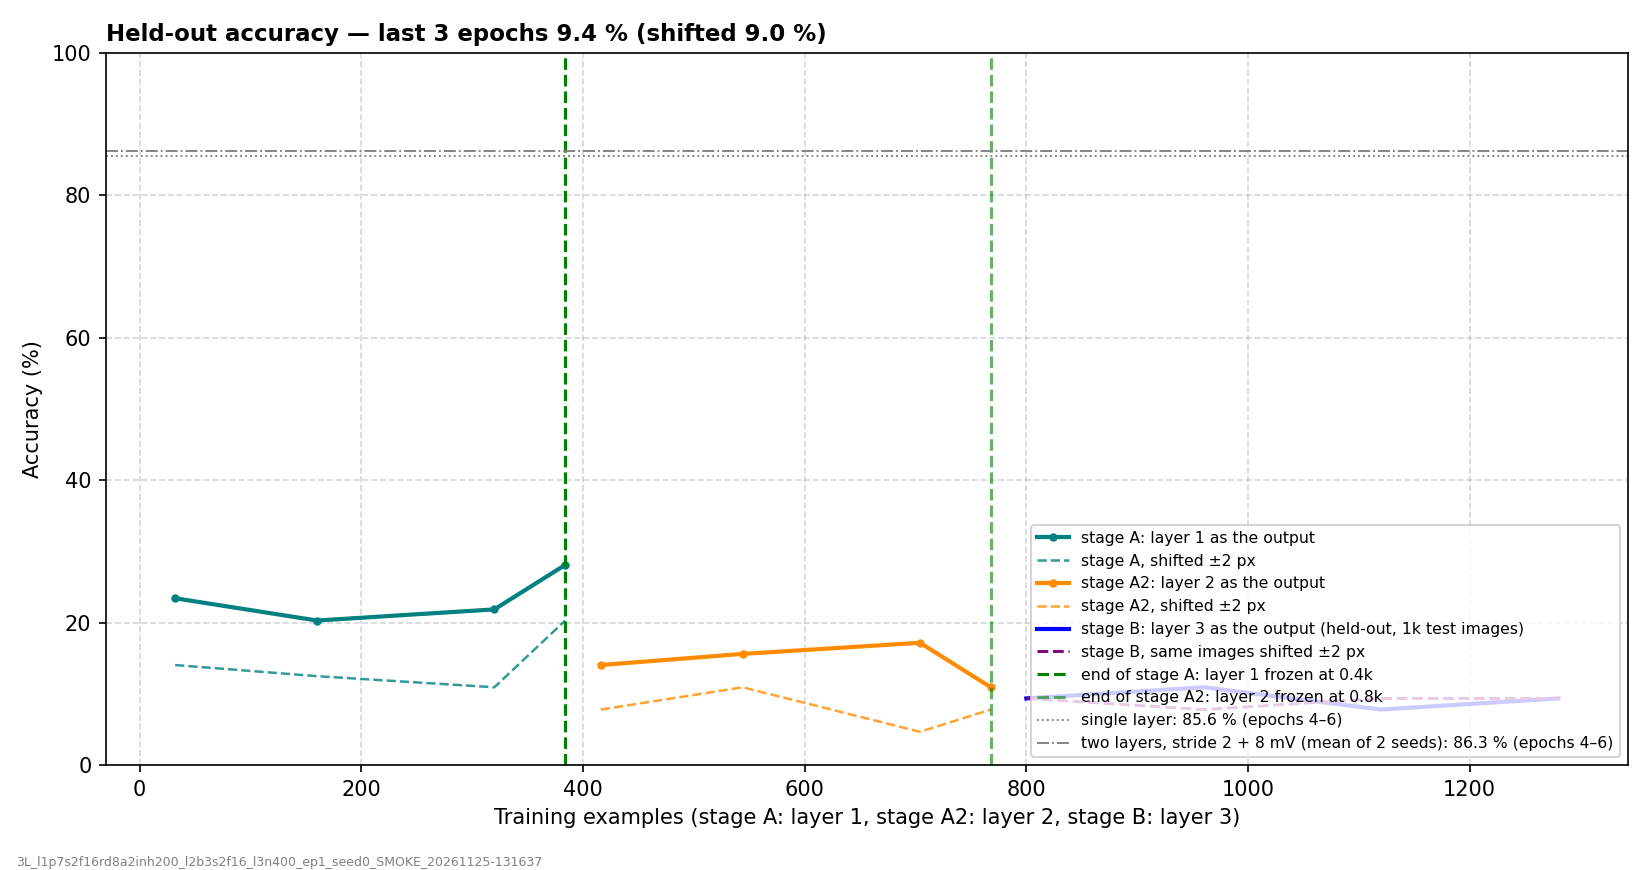 Held-out accuracy — last 3 epochs 9.4 % (shifted 9.0 %)
100
80
60
40
20
0
Accuracy (%)
0 200 400 600 800 1000 1200
Training examples (stage A: layer 1, stage A2: layer 2, stage B: layer 3)
stage A: layer 1 as the output
stage A, shifted ±2 px
stage A2: layer 2 as the output
stage A2, shifted ±2 px
stage B: layer 3 as the output (held-out, 1k test images)
stage B, same images shifted ±2 px
end of stage A: layer 1 frozen at 0.4k
end of stage A2: layer 2 frozen at 0.8k
single layer: 85.6 % (epochs 4–6)
two layers, stride 2 + 8 mV (mean of 2 seeds): 86.3 % (epochs 4–6)
3L_l1p7s2f16rd8a2inh200_l2b3s2f16_l3n400_ep1_seed0_SMOKE_20261125-131637